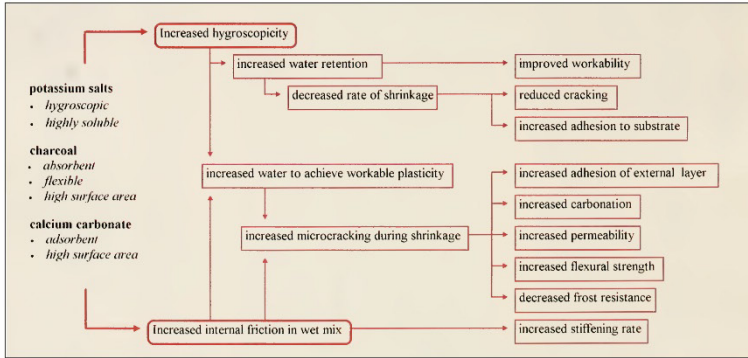 Increased hygroscopicity
increased water retention
improved workability
potassium salts
• hygroscopic
• highly soluble
decreased rate of shrinkage
reduced cracking
increased adhesion to substrate
charcoal
• absorbent
• flexible
• high surface area
increased water to achieve workable plasticity
increased adhesion of external layer
increased carbonation
calcium carbonate
• adsorbent
• high surface area
increased microcracking during shrinkage
increased permeability
increased flexural strength
decreased frost resistance
Increased internal friction in wet mix
increased stiffening rate